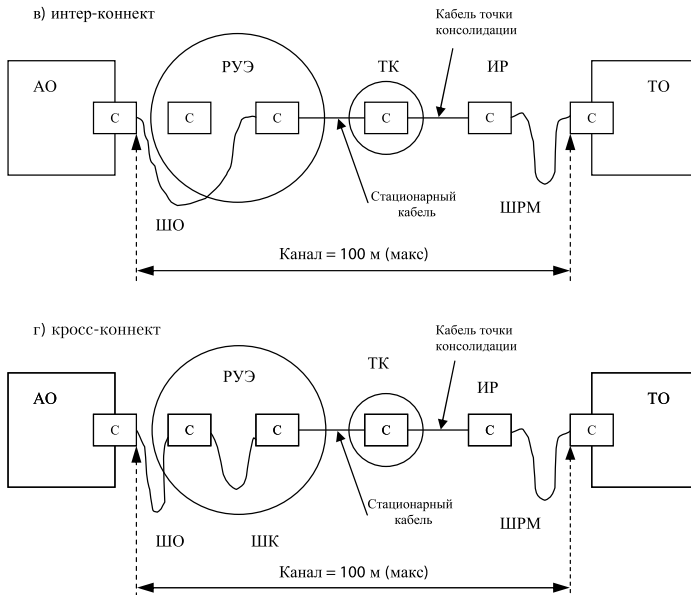 в) интер-коннект
Кабель точки
консолидации
РУЭ
ТК
ИР
АО
ТО
С
С
С
С
С
С
Стационарный
кабель
ШО
ШРМ
Канал = 100 м (макс)
г) кросс-коннект
Кабель точки
консолидации
ТК
РУЭ
ИР
АО
ТО
С
С
С
С
С
С
Стационарный
кабель
ШО
ШК
ШРМ
Канал = 100 м (макс)